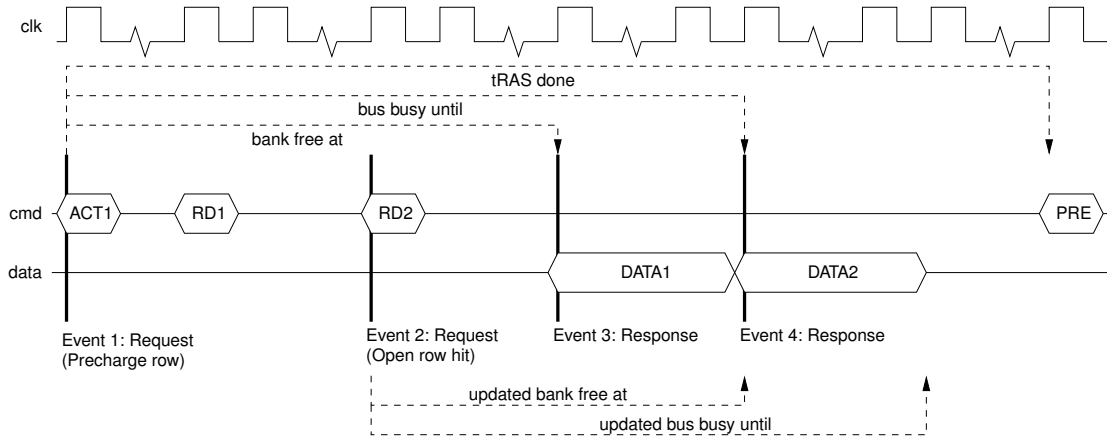 clk
tRAS done
bus busy until
bank free at
cmd
ACT1
RD1
RD2
PRE
data
DATA1
DATA2
Event 1: Request
(Precharge row)
Event 2: Request
(Open row hit)
Event 3: Response
Event 4: Response
updated bank free at
updated bus busy until